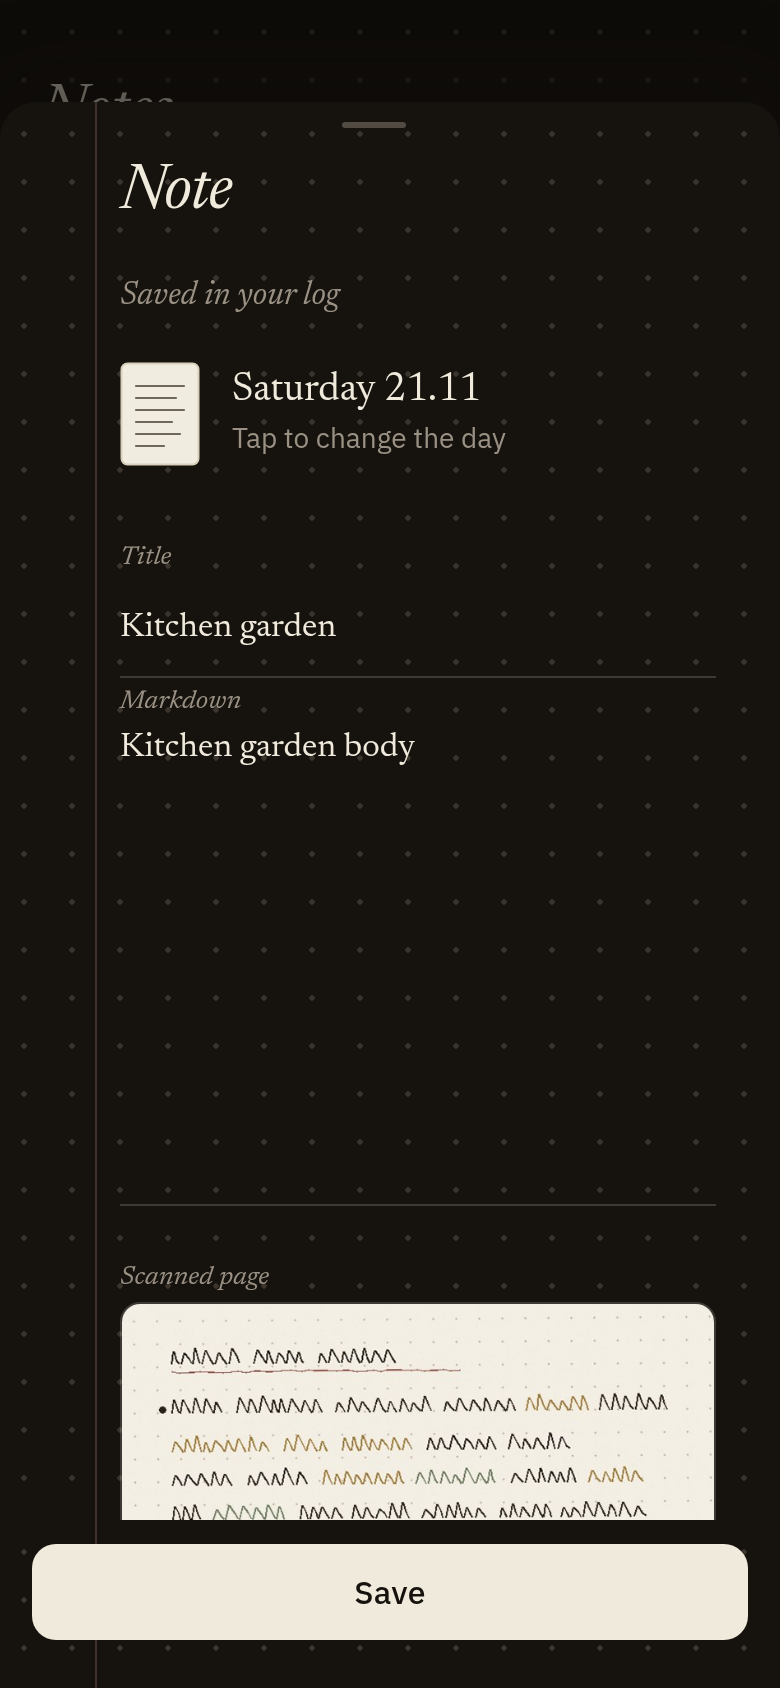 Note
Saved in your log
Saturday 21.11
Tap to change the day
Title
Kitchen garden
Markdown
Kitchen garden body
Scanned page
Save